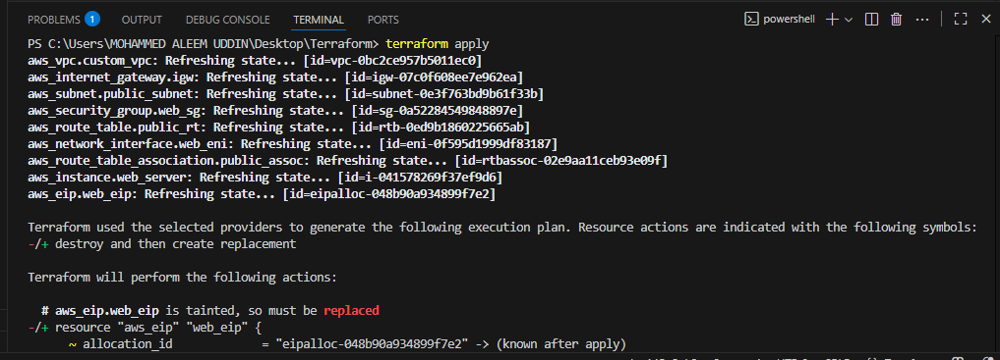 PROBLEMS 1 OUTPUT DEBUG CONSOLE TERMINAL PORTS powershell
PS C:\Users\MOHAMMED ALEEM UDDIN\Desktop\Terraform> terraform apply
aws_vpc.custom_vpc: Refreshing state... [id=vpc-0bc2ce957b5011ec0]
aws_internet_gateway.igw: Refreshing state... [id=igw-07c0f608ee7e962ea]
aws_subnet.public_subnet: Refreshing state... [id=subnet-0e3f763bd9b61f33b]
aws_security_group.web_sg: Refreshing state... [id=sg-0a52284549848897e]
aws_route_table.public_rt: Refreshing state... [id=rtb-0ed9b1860225665ab]
aws_network_interface.web_eni: Refreshing state... [id=eni-0f595d1999df83187]
aws_route_table_association.public_assoc: Refreshing state... [id=rtbassoc-02e9aa11ceb93e09f]
aws_instance.web_server: Refreshing state... [id=i-041578269f37ef9d6]
aws_eip.web_eip: Refreshing state... [id=eipalloc-048b90a934899f7e2]
Terraform used the selected providers to generate the following execution plan. Resource actions are indicated with the following symbols:
-/+ destroy and then create replacement
Terraform will perform the following actions:
# aws_eip.web_eip is tainted, so must be replaced
-/+ resource "aws_eip" "web_eip" {
~ allocation_id = "eipalloc-048b90a934899f7e2" -> (known after apply)